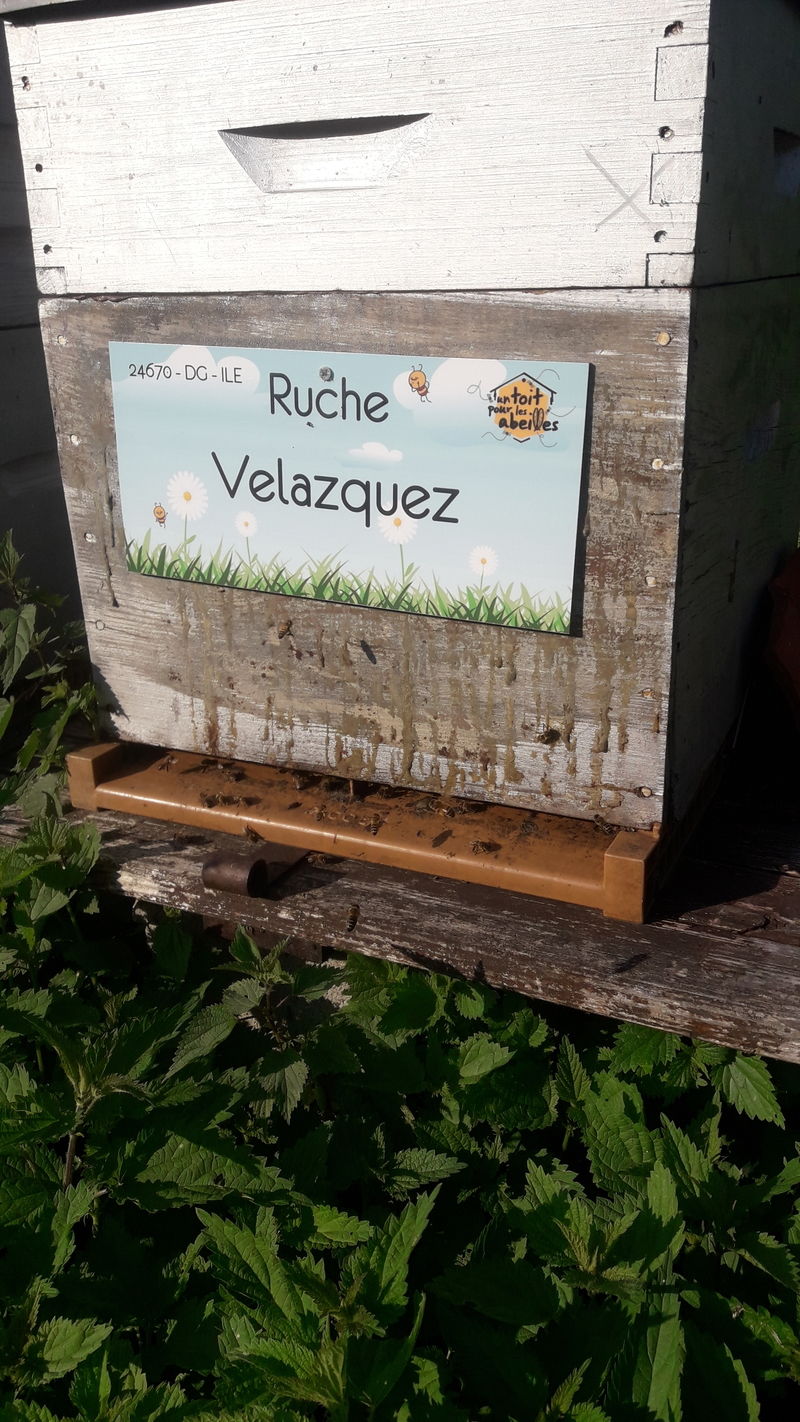 24670 - DG - ILE
Ruche
Velazquez
un toit
pour les
abeilles